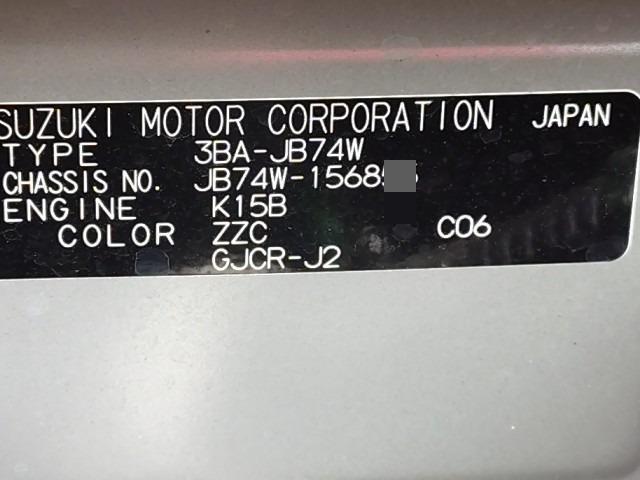 SUZUKI MOTOR CORPORATION JAPAN
TYPE 3BA-JB74W
CHASSIS NO. JB74W-1568
ENGINE K15B
COLOR ZZC C06
GJCR-J2